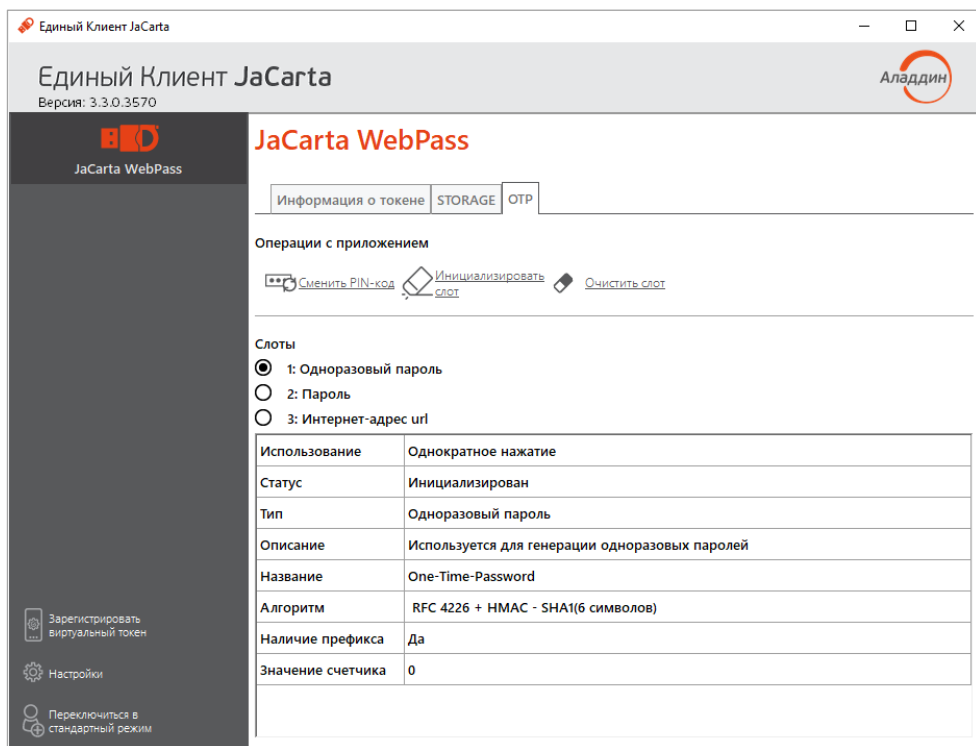 Единый Клиент JaCarta
Единый Клиент JaCarta
Версия: 3.3.0.3570
Аладдин
JaCarta WebPass
JaCarta WebPass
Информация о токене STORAGE OTP
Операции с приложением
Сменить PIN-код
Инициализировать
слот
Очистить слот
Слоты
1: Одноразовый пароль
2: Пароль
3: Интернет-адрес url
Использование Однократное нажатие
Статус Инициализирован
Тип Одноразовый пароль
Описание Используется для генерации одноразовых паролей
Название One-Time-Password
Алгоритм RFC 4226 + HMAC - SHA1(6 символов)
Наличие префикса Да
Значение счетчика 0
Зарегистрировать
виртуальный токен
Настройки
Переключиться в
стандартный режим